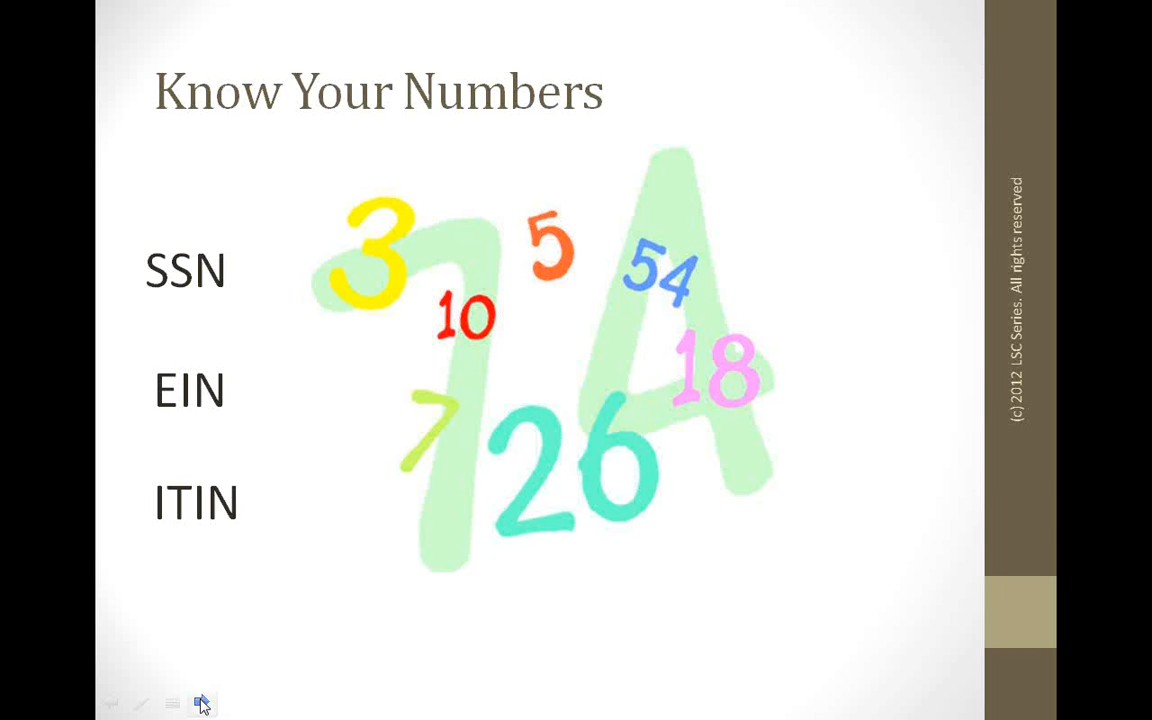 Know Your Numbers
SSN
EIN
ITIN
3
5
54
10
18
7
26
14
(c) 2012 LSC Series. All rights reserved